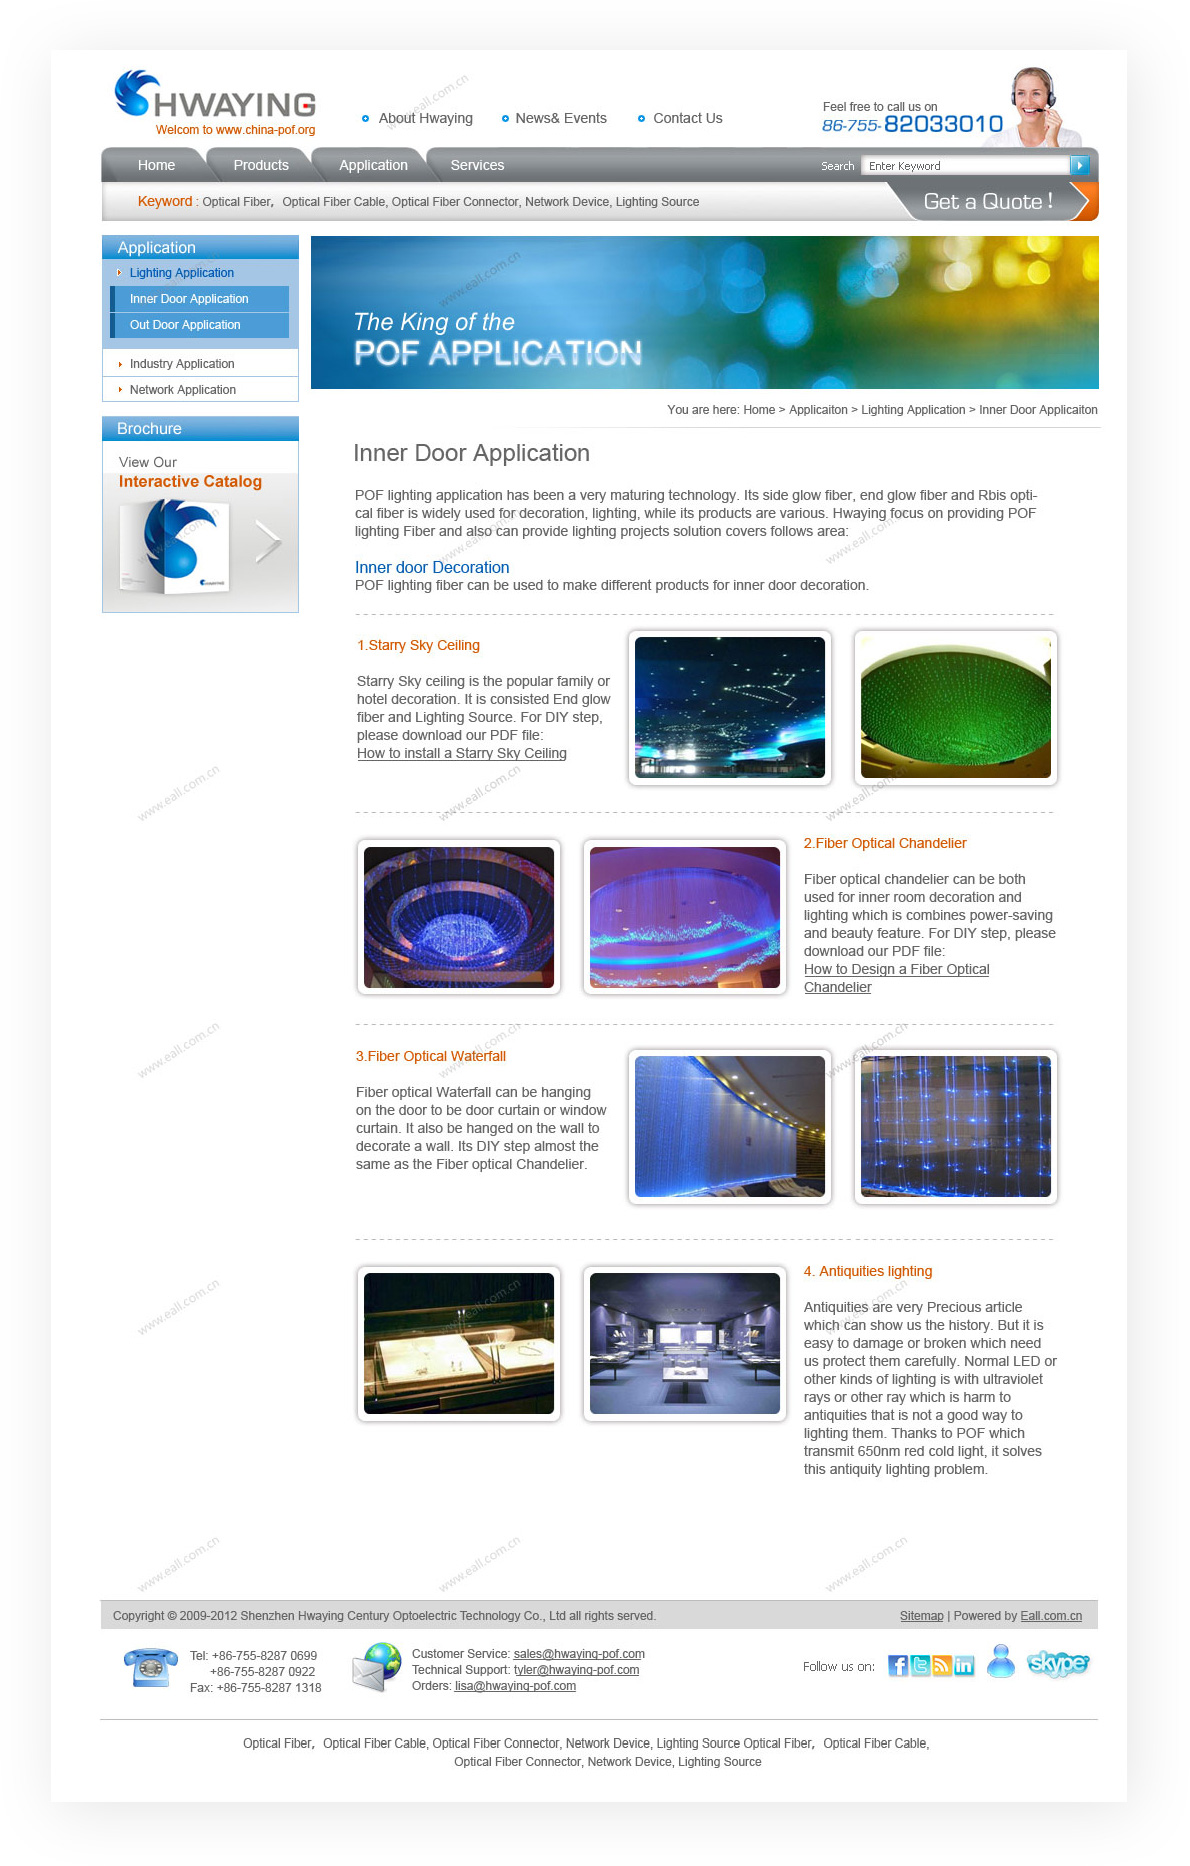 HWAYING
Welcom to www.china-pof.org
About Hwaying
News& Events
Contact Us
Feel free to call us on
86-755-82033010
Home
Products
Application
Services
Search
Enter Keyword
Keyword : Optical Fiber,  Optical Fiber Cable, Optical Fiber Connector, Network Device, Lighting Source
Get a Quote !
Application
Lighting Application
Inner Door Application
Out Door Application
Industry Application
Network Application
Brochure
View Our
Interactive Catalog
The King of the
POF APPLICATION
You are here: Home > Applicaiton > Lighting Application > Inner Door Applicaiton
Inner Door Application
POF lighting application has been a very maturing technology. Its side glow fiber, end glow fiber and Rbis opti-
cal fiber is widely used for decoration, lighting, while its products are various. Hwaying focus on providing POF
lighting Fiber and also can provide lighting projects solution covers follows area:
Inner door Decoration
POF lighting fiber can be used to make different products for inner door decoration.
1.Starry Sky Ceiling
Starry Sky ceiling is the popular family or
hotel decoration. It is consisted End glow
fiber and Lighting Source. For DIY step,
please download our PDF file:
How to install a Starry Sky Ceiling
2.Fiber Optical Chandelier
Fiber optical chandelier can be both
used for inner room decoration and
lighting which is combines power-saving
and beauty feature. For DIY step, please
download our PDF file:
How to Design a Fiber Optical
Chandelier
3.Fiber Optical Waterfall
Fiber optical Waterfall can be hanging
on the door to be door curtain or window
curtain. It also be hanged on the wall to
decorate a wall. Its DIY step almost the
same as the Fiber optical Chandelier.
4. Antiquities lighting
Antiquities are very Precious article
which can show us the history. But it is
easy to damage or broken which need
us protect them carefully. Normal LED or
other kinds of lighting is with ultraviolet
rays or other ray which is harm to
antiquities that is not a good way to
lighting them. Thanks to POF which
transmit 650nm red cold light, it solves
this antiquity lighting problem.
www.eall.com.cn
Copyright © 2009-2012 Shenzhen Hwaying Century Optoelectric Technology Co., Ltd all rights served.
Sitemap | Powered by Eall.com.cn
Tel: +86-755-8287 0699
+86-755-8287 0922
Fax: +86-755-8287 1318
Customer Service: sales@hwaying-pof.com
Technical Support: tyler@hwaying-pof.com
Orders: lisa@hwaying-pof.com
Follow us on:
skype
Optical Fiber,  Optical Fiber Cable, Optical Fiber Connector, Network Device, Lighting Source Optical Fiber,  Optical Fiber Cable,
Optical Fiber Connector, Network Device, Lighting Source